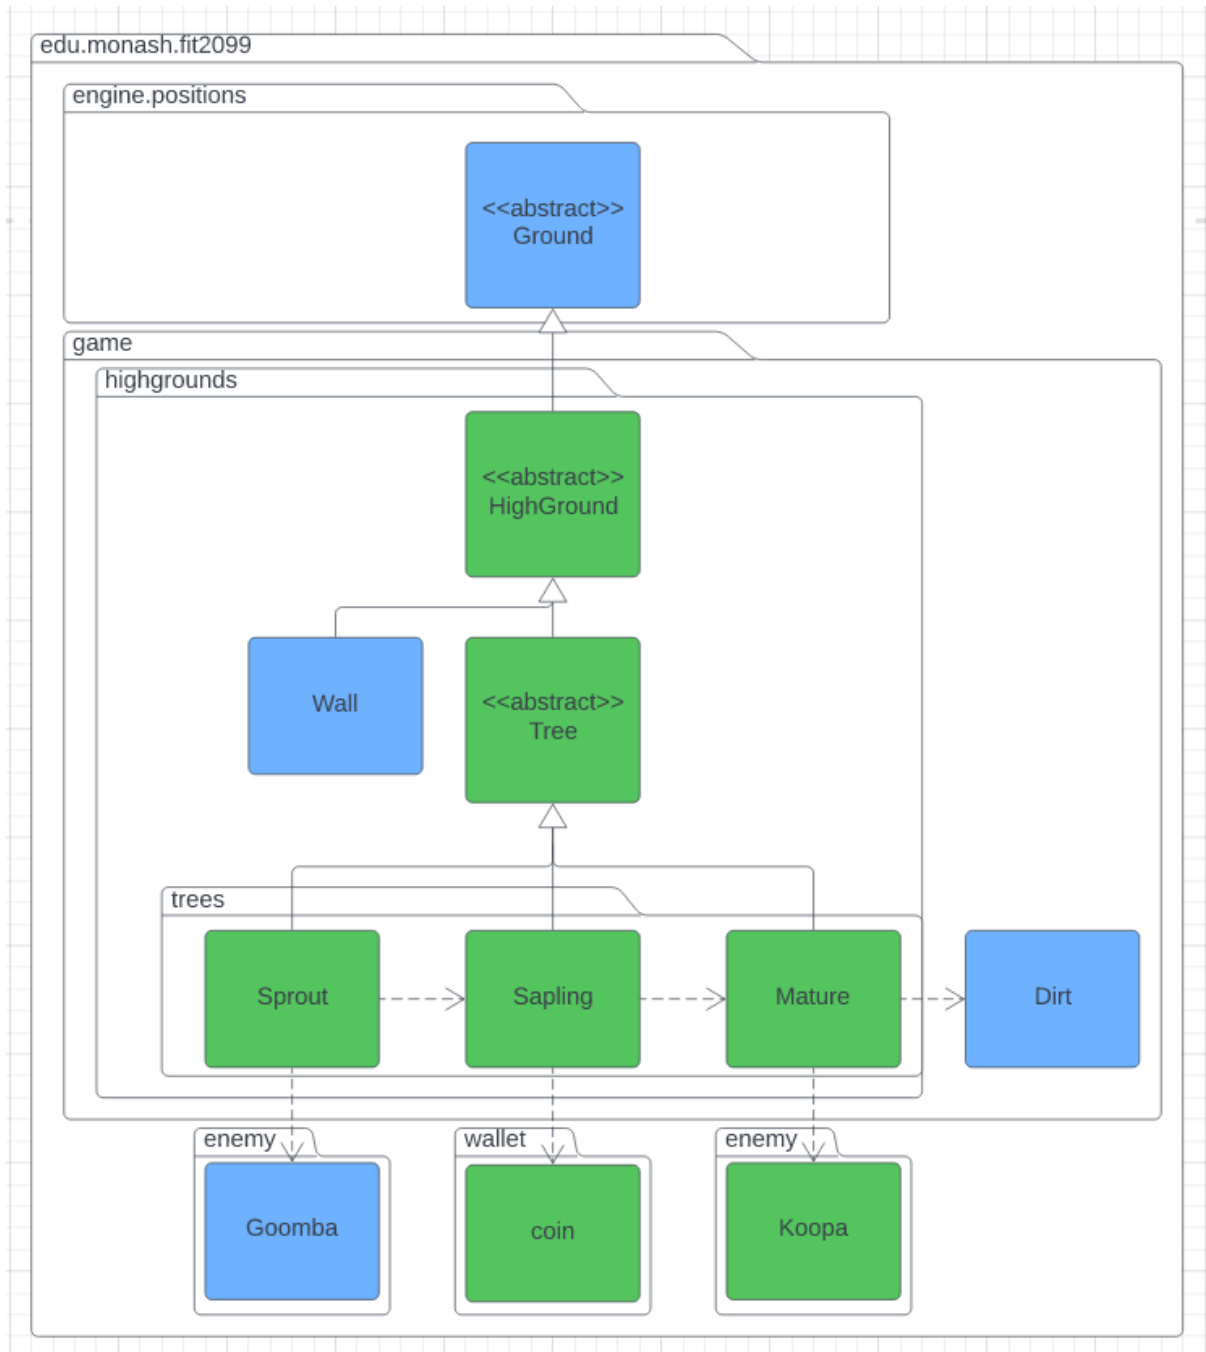 edu.monash.fit2099
engine.positions
<<abstract>>
Ground
game
highgrounds
<<abstract>>
HighGround
Wall
<<abstract>>
Tree
trees
Sprout
Sapling
Mature
Dirt
enemy
wallet
enemy
Goomba
coin
Koopa